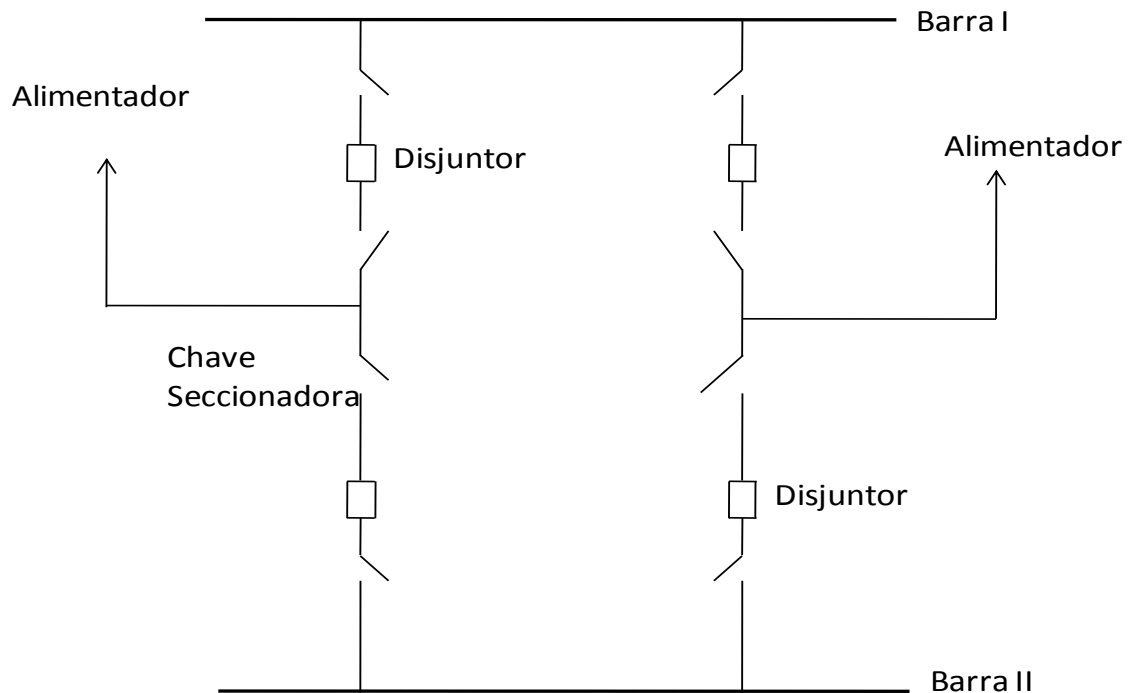 Barra I
Alimentador
Disjuntor
Alimentador
Chave
Seccionadora
Disjuntor
Barra II